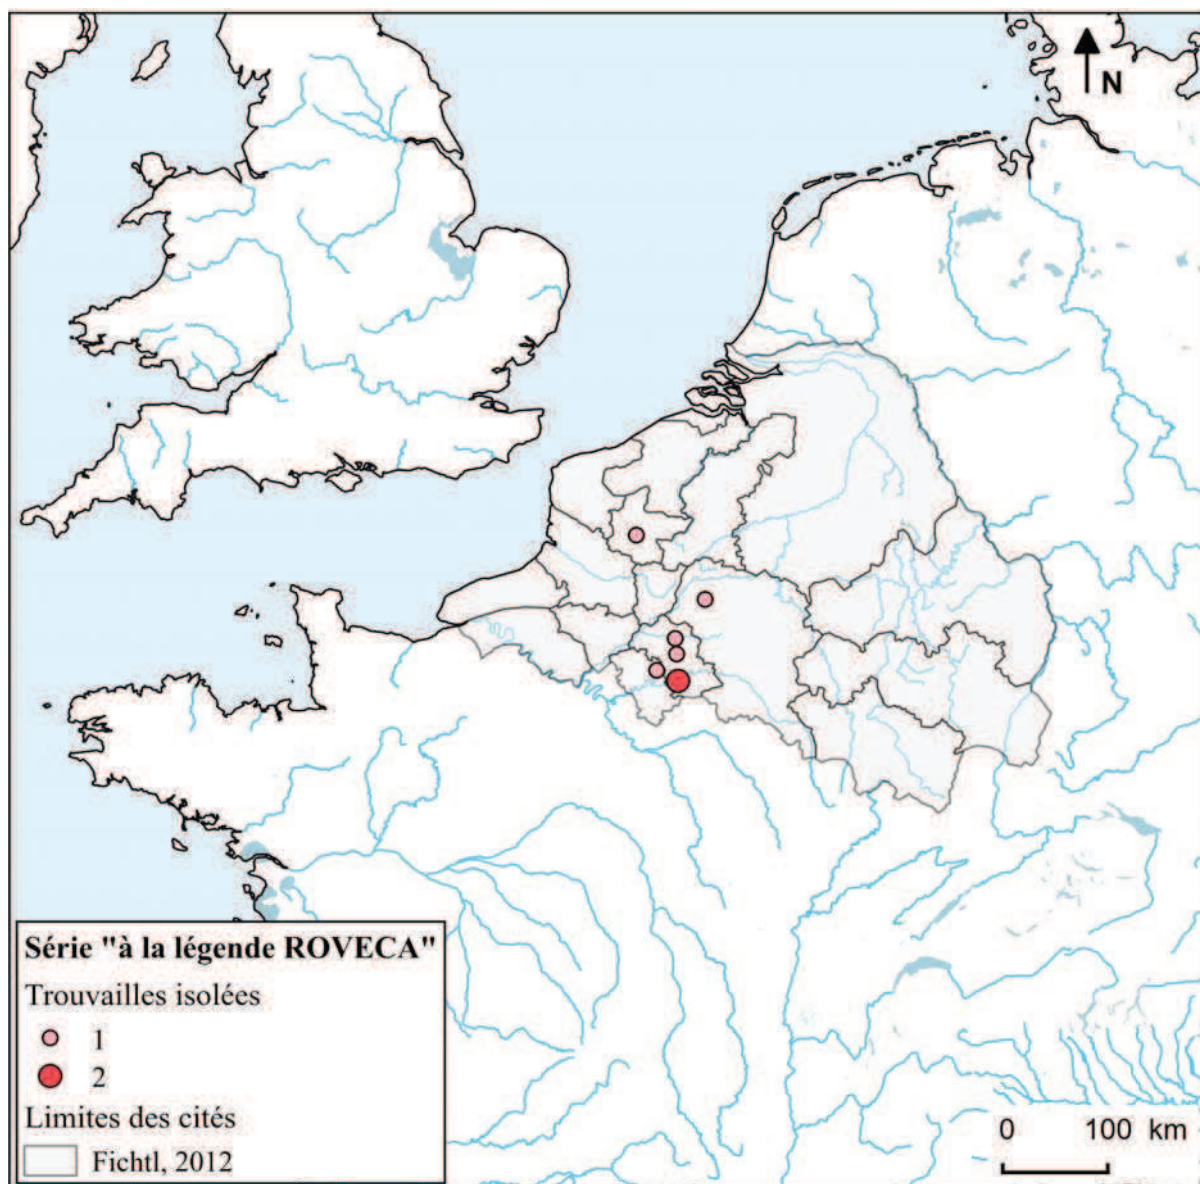 N
Série "à la légende ROVECA"
Trouvailles isolées
1
2
Limites des cités
Fichtl, 2012
0 100 km